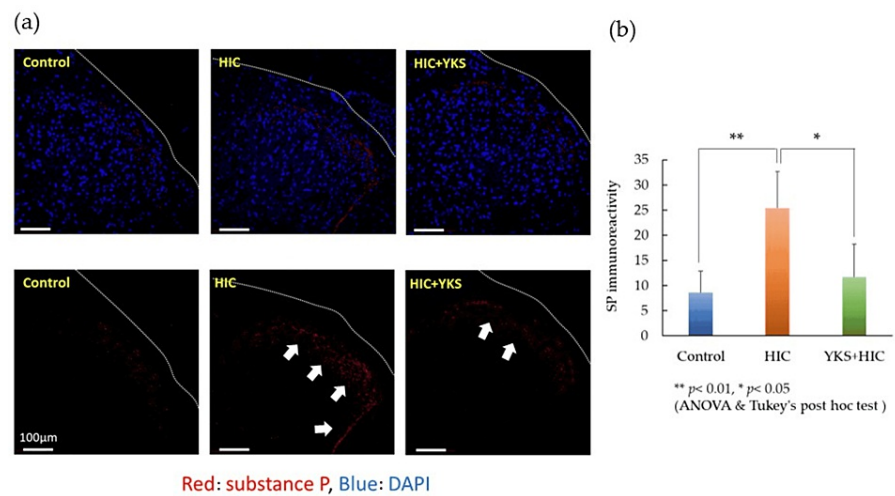 (a)
Control
HIC
HIC+YKS
Control
HIC
HIC+YKS
100μm
Red: substance P, Blue: DAPI
(b)
**
*
SP immunoreactivity
35
30
25
20
15
10
5
0
Control
HIC
YKS+HIC
** p< 0.01, * p< 0.05
(ANOVA & Tukey's post hoc test )